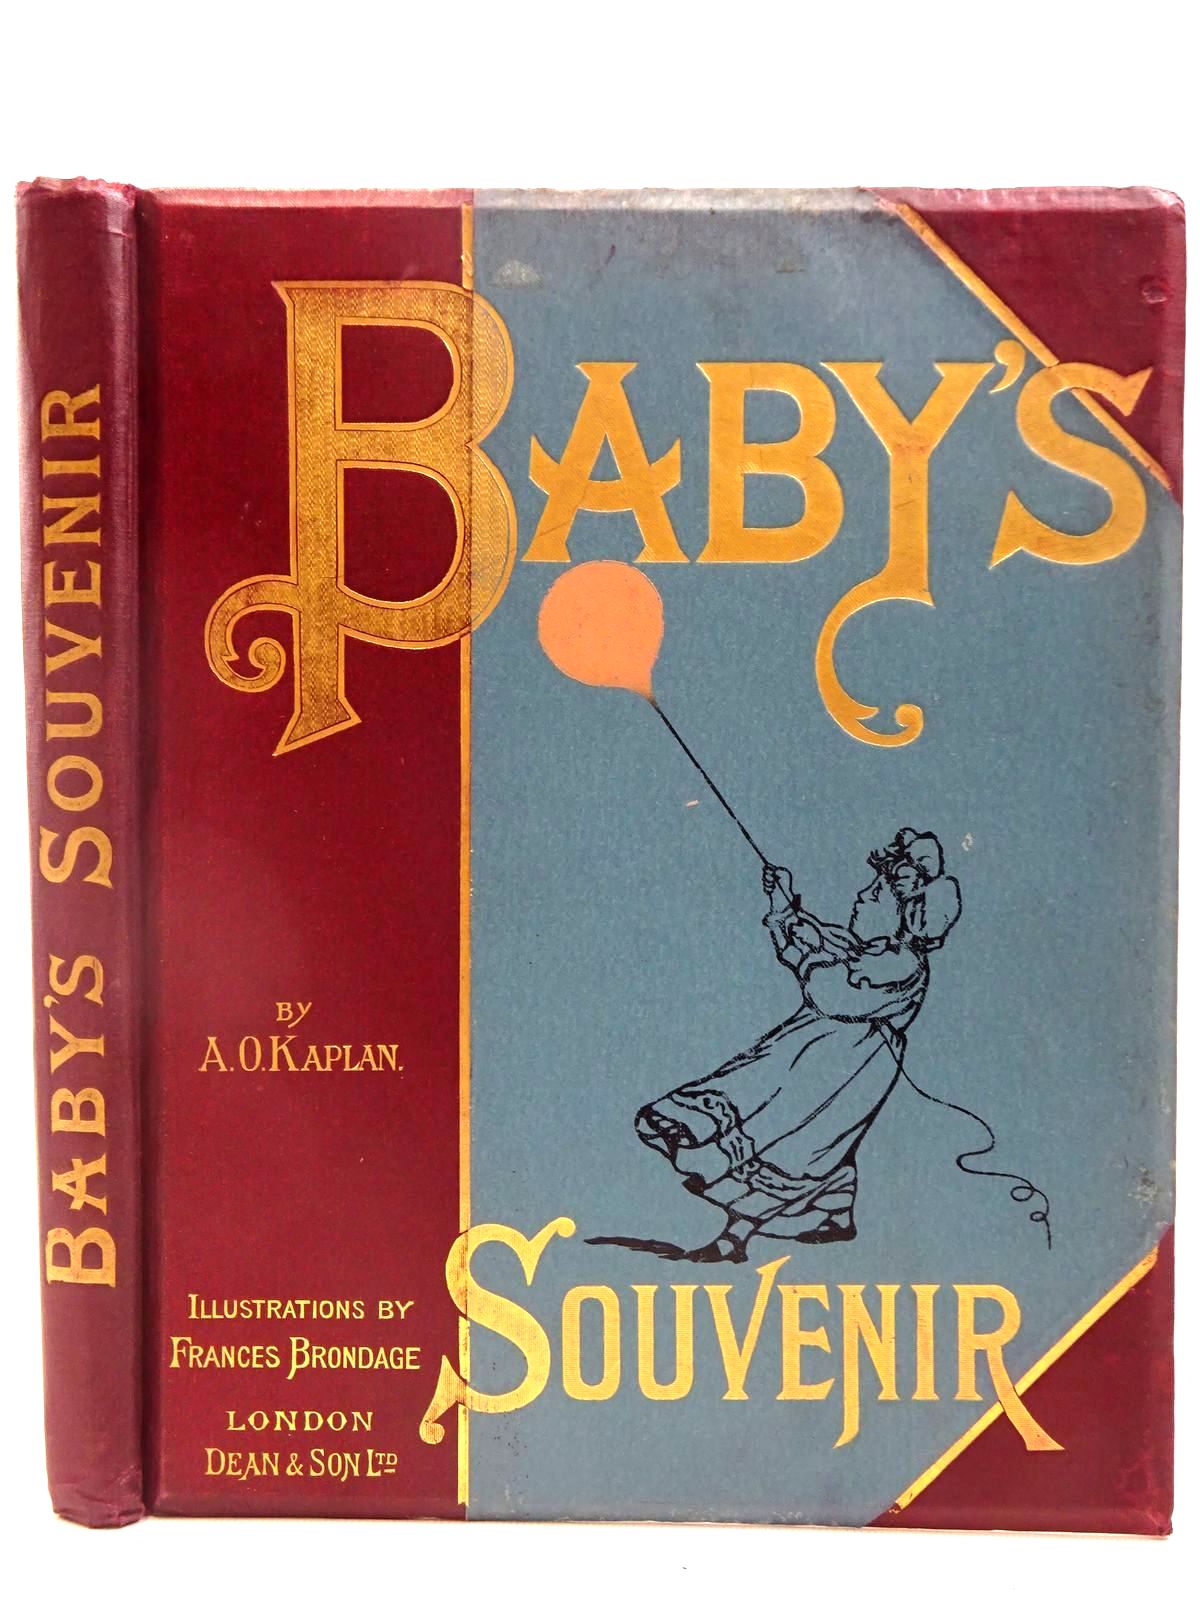 BABY'S SOUVENIR
BABY'S
BY
A. O. KAPLAN.
SOUVENIR
ILLUSTRATIONS BY
FRANCES BRONDAGE
LONDON
DEAN & SON LTD